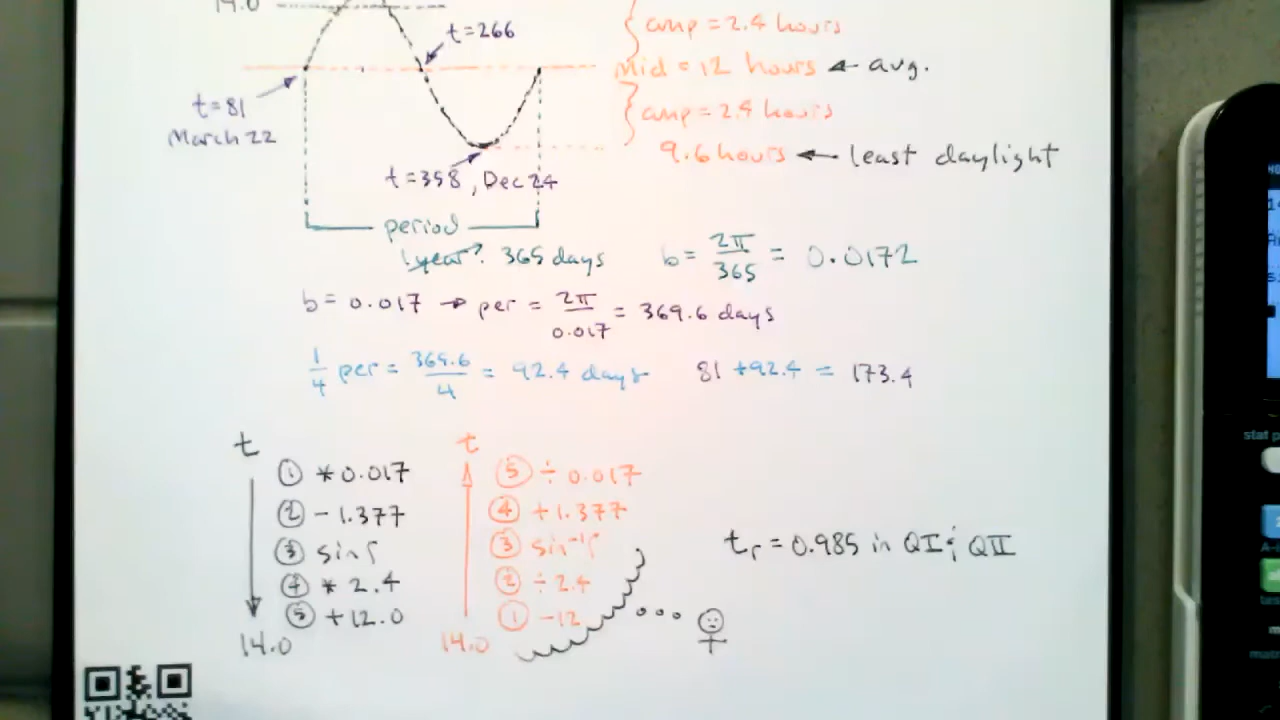 14.0
t=266
amp = 2.4 hours
mid = 12 hours ← avg.
t=81
March 22
amp = 2.4 hours
9.6 hours ← least daylight
t=358, Dec 24
period
1 year? 365 days
b = 2π/365 = 0.0172
b = 0.017 → per = 2π/0.017 = 369.6 days
1/4 per = 369.6/4 = 92.4 days
81 + 92.4 = 173.4
t
① * 0.017
② - 1.377
③ sin
④ * 2.4
⑤ + 12.0
14.0
t
⑤ ÷ 0.017
④ + 1.377
③ sin⁻¹
② ÷ 2.4
① -12
14.0
tr = 0.985 in QI & QII